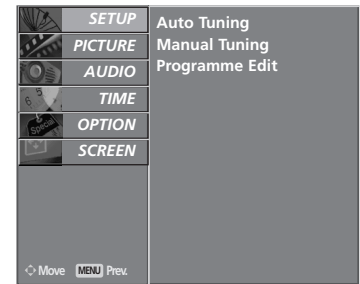 SETUP
PICTURE
AUDIO
TIME
OPTION
SCREEN
Auto Tuning
Manual Tuning
Programme Edit
Move MENU Prev.